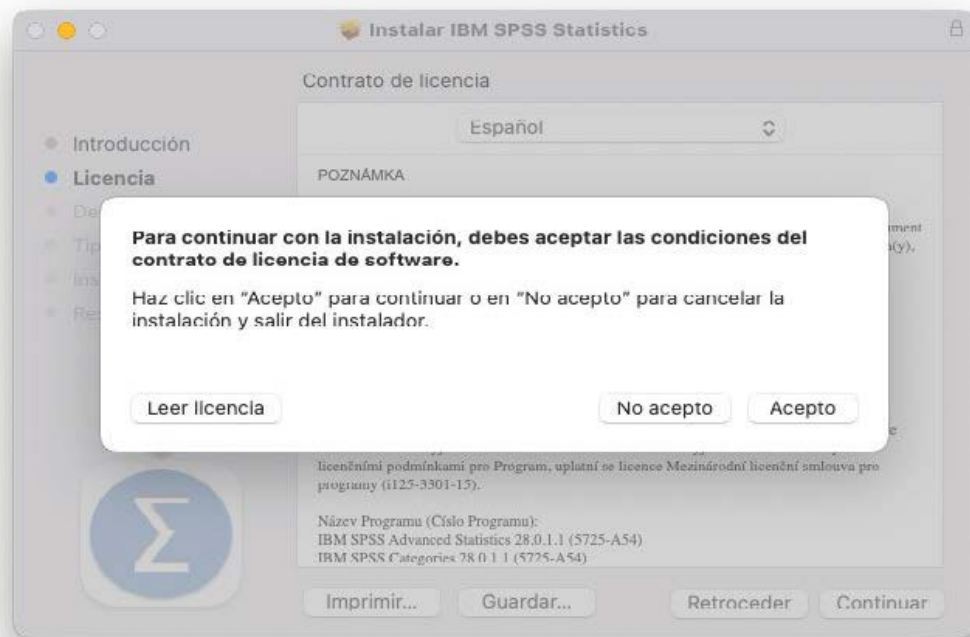 Instalar IBM SPSS Statistics
Contrato de licencia
Español
Introducción
Licencia
POZNÁMKA
De
Tip
Ins
Res
Para continuar con la instalación, debes aceptar las condiciones del
contrato de licencia de software.
Haz clic en “Acepto” para continuar o en “No acepto” para cancelar la
instalación y salir del instalador.
Leer licencia
No acepto
Acepto
licenčními podmínkami pro Program, uplatní se licence Mezinárodní licenční smlouva pro
programy (i125-3301-15).
Název Programu (Číslo Programu):
IBM SPSS Advanced Statistics 28.0.1.1 (5725-A54)
IBM SPSS Categories 28.0.1.1 (5725-A54)
Imprimir...
Guardar...
Retroceder
Continuar